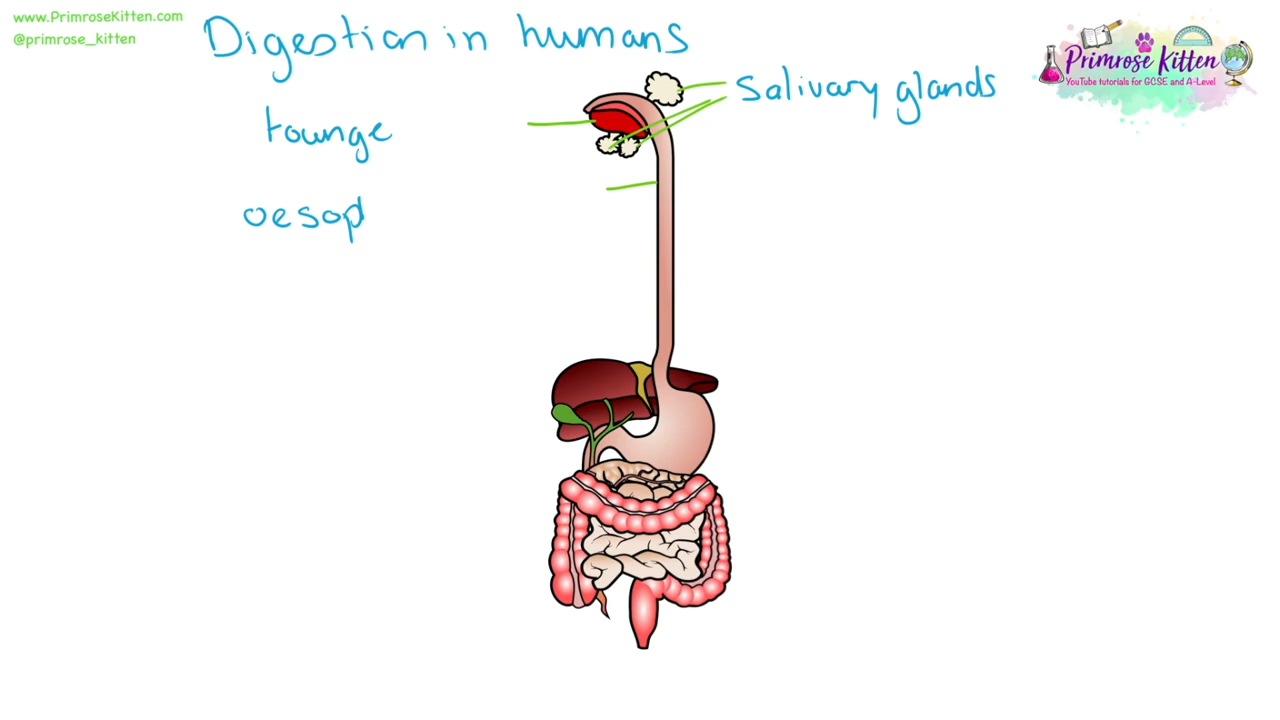 www.PrimroseKitten.com
@primrose_kitten
Digestion in humans
Primrose Kitten
YouTube tutorials for GCSE and A-Level
Salivary glands
tounge
oesop